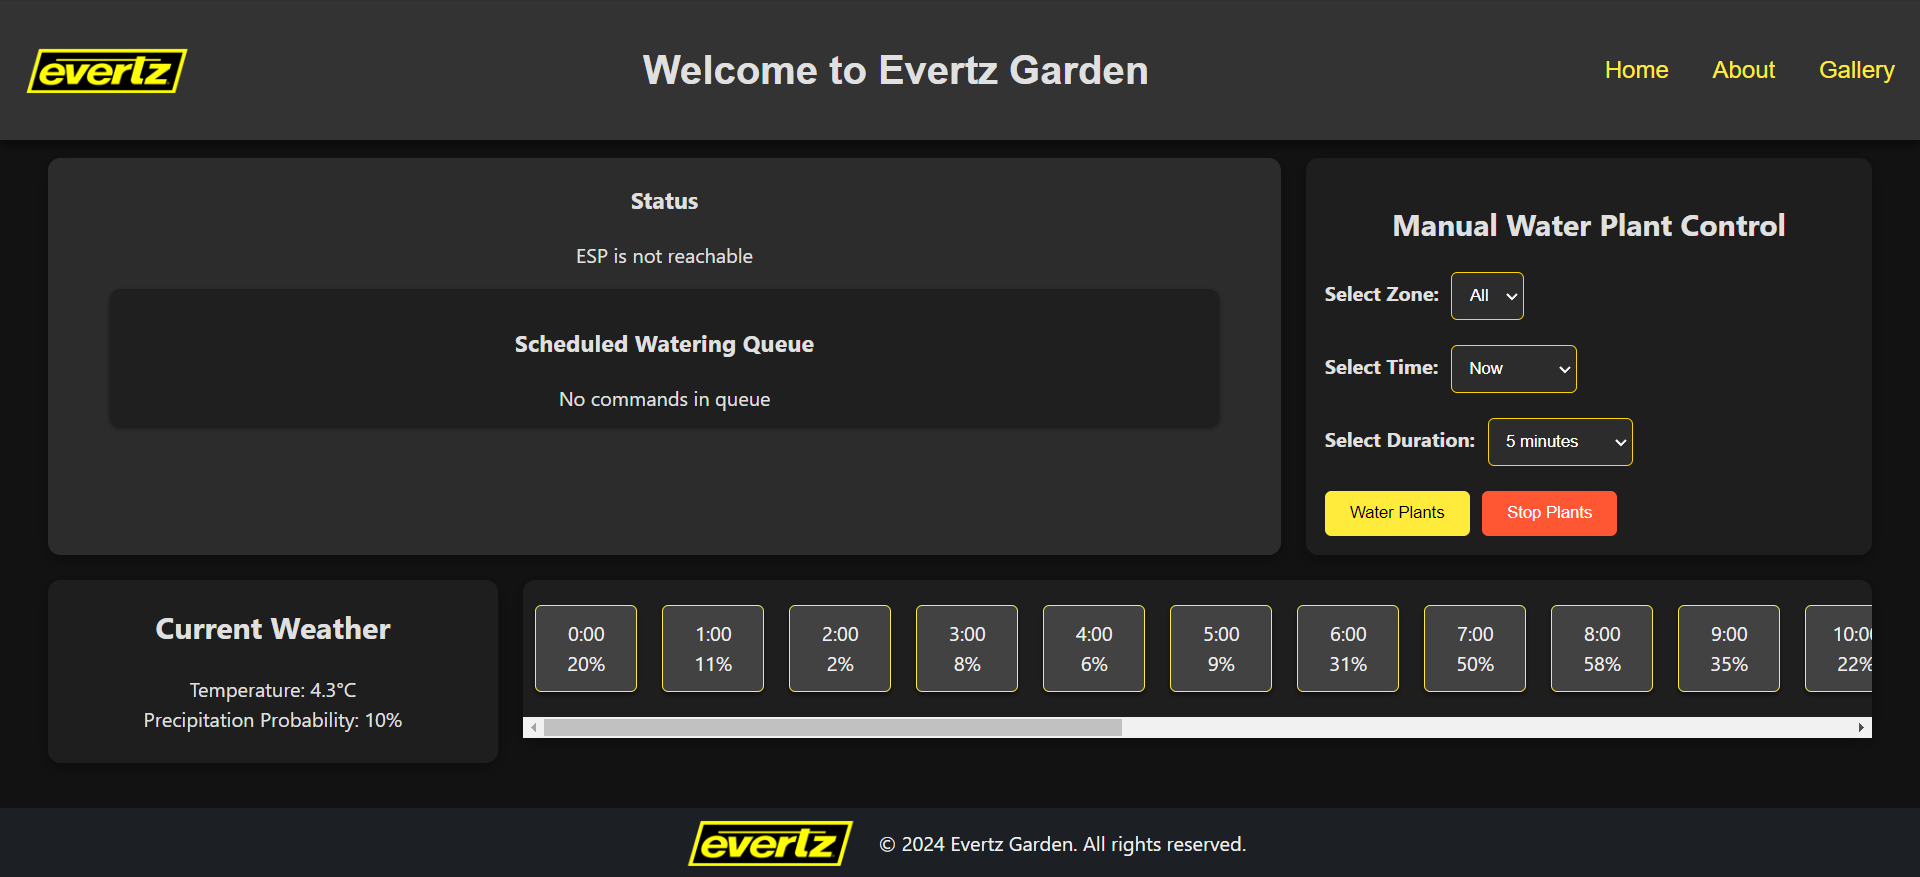 evertz
Welcome to Evertz Garden
Home About Gallery
Status
ESP is not reachable
Scheduled Watering Queue
No commands in queue
Manual Water Plant Control
Select Zone: All
Select Time: Now
Select Duration: 5 minutes
Water Plants Stop Plants
Current Weather
Temperature: 4.3°C
Precipitation Probability: 10%
0:00 1:00 2:00 3:00 4:00 5:00 6:00 7:00 8:00 9:00 10:00
20% 11% 2% 8% 6% 9% 31% 50% 58% 35% 22%
evertz
© 2024 Evertz Garden. All rights reserved.